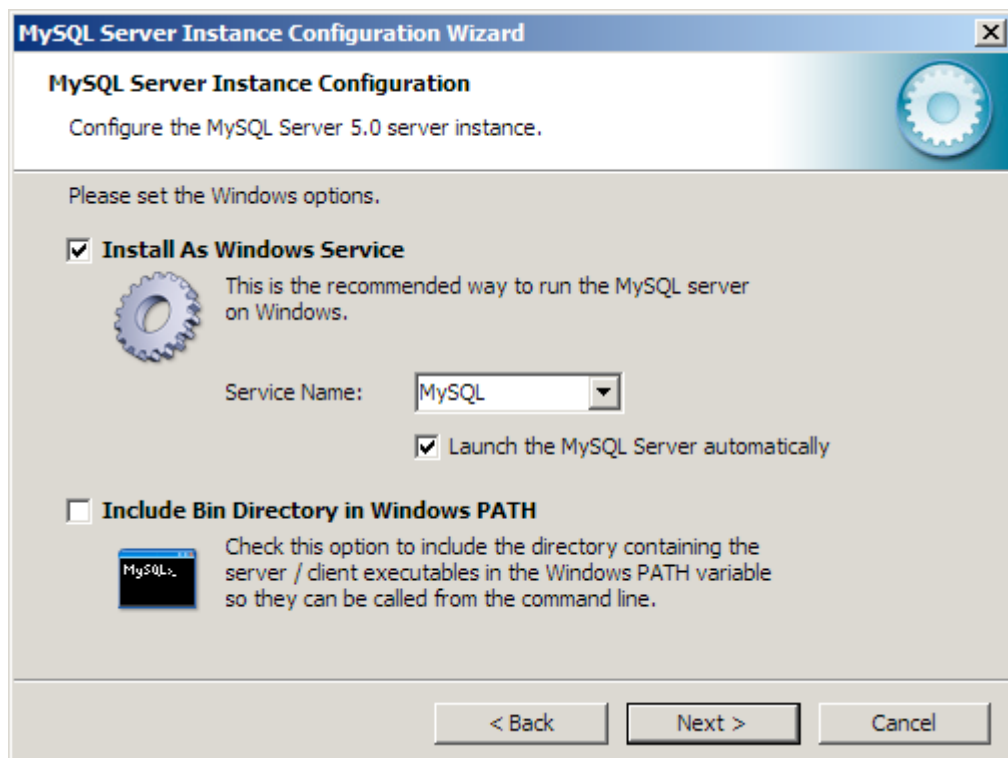 MySQL Server Instance Configuration Wizard
MySQL Server Instance Configuration
Configure the MySQL Server 5.0 server instance.
Please set the Windows options.
Install As Windows Service
This is the recommended way to run the MySQL server
on Windows.
Service Name: MySQL
Launch the MySQL Server automatically
Include Bin Directory in Windows PATH
MySQL>_
Check this option to include the directory containing the
server / client executables in the Windows PATH variable
so they can be called from the command line.
< Back Next > Cancel